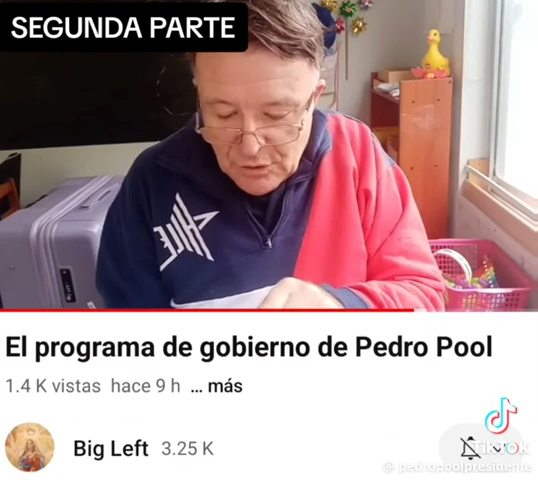 SEGUNDA PARTE
El programa de gobierno de Pedro Pool
1.4 K vistas hace 9 h ... más
Big Left 3.25 K
TikTok
@pedropoolpresidente